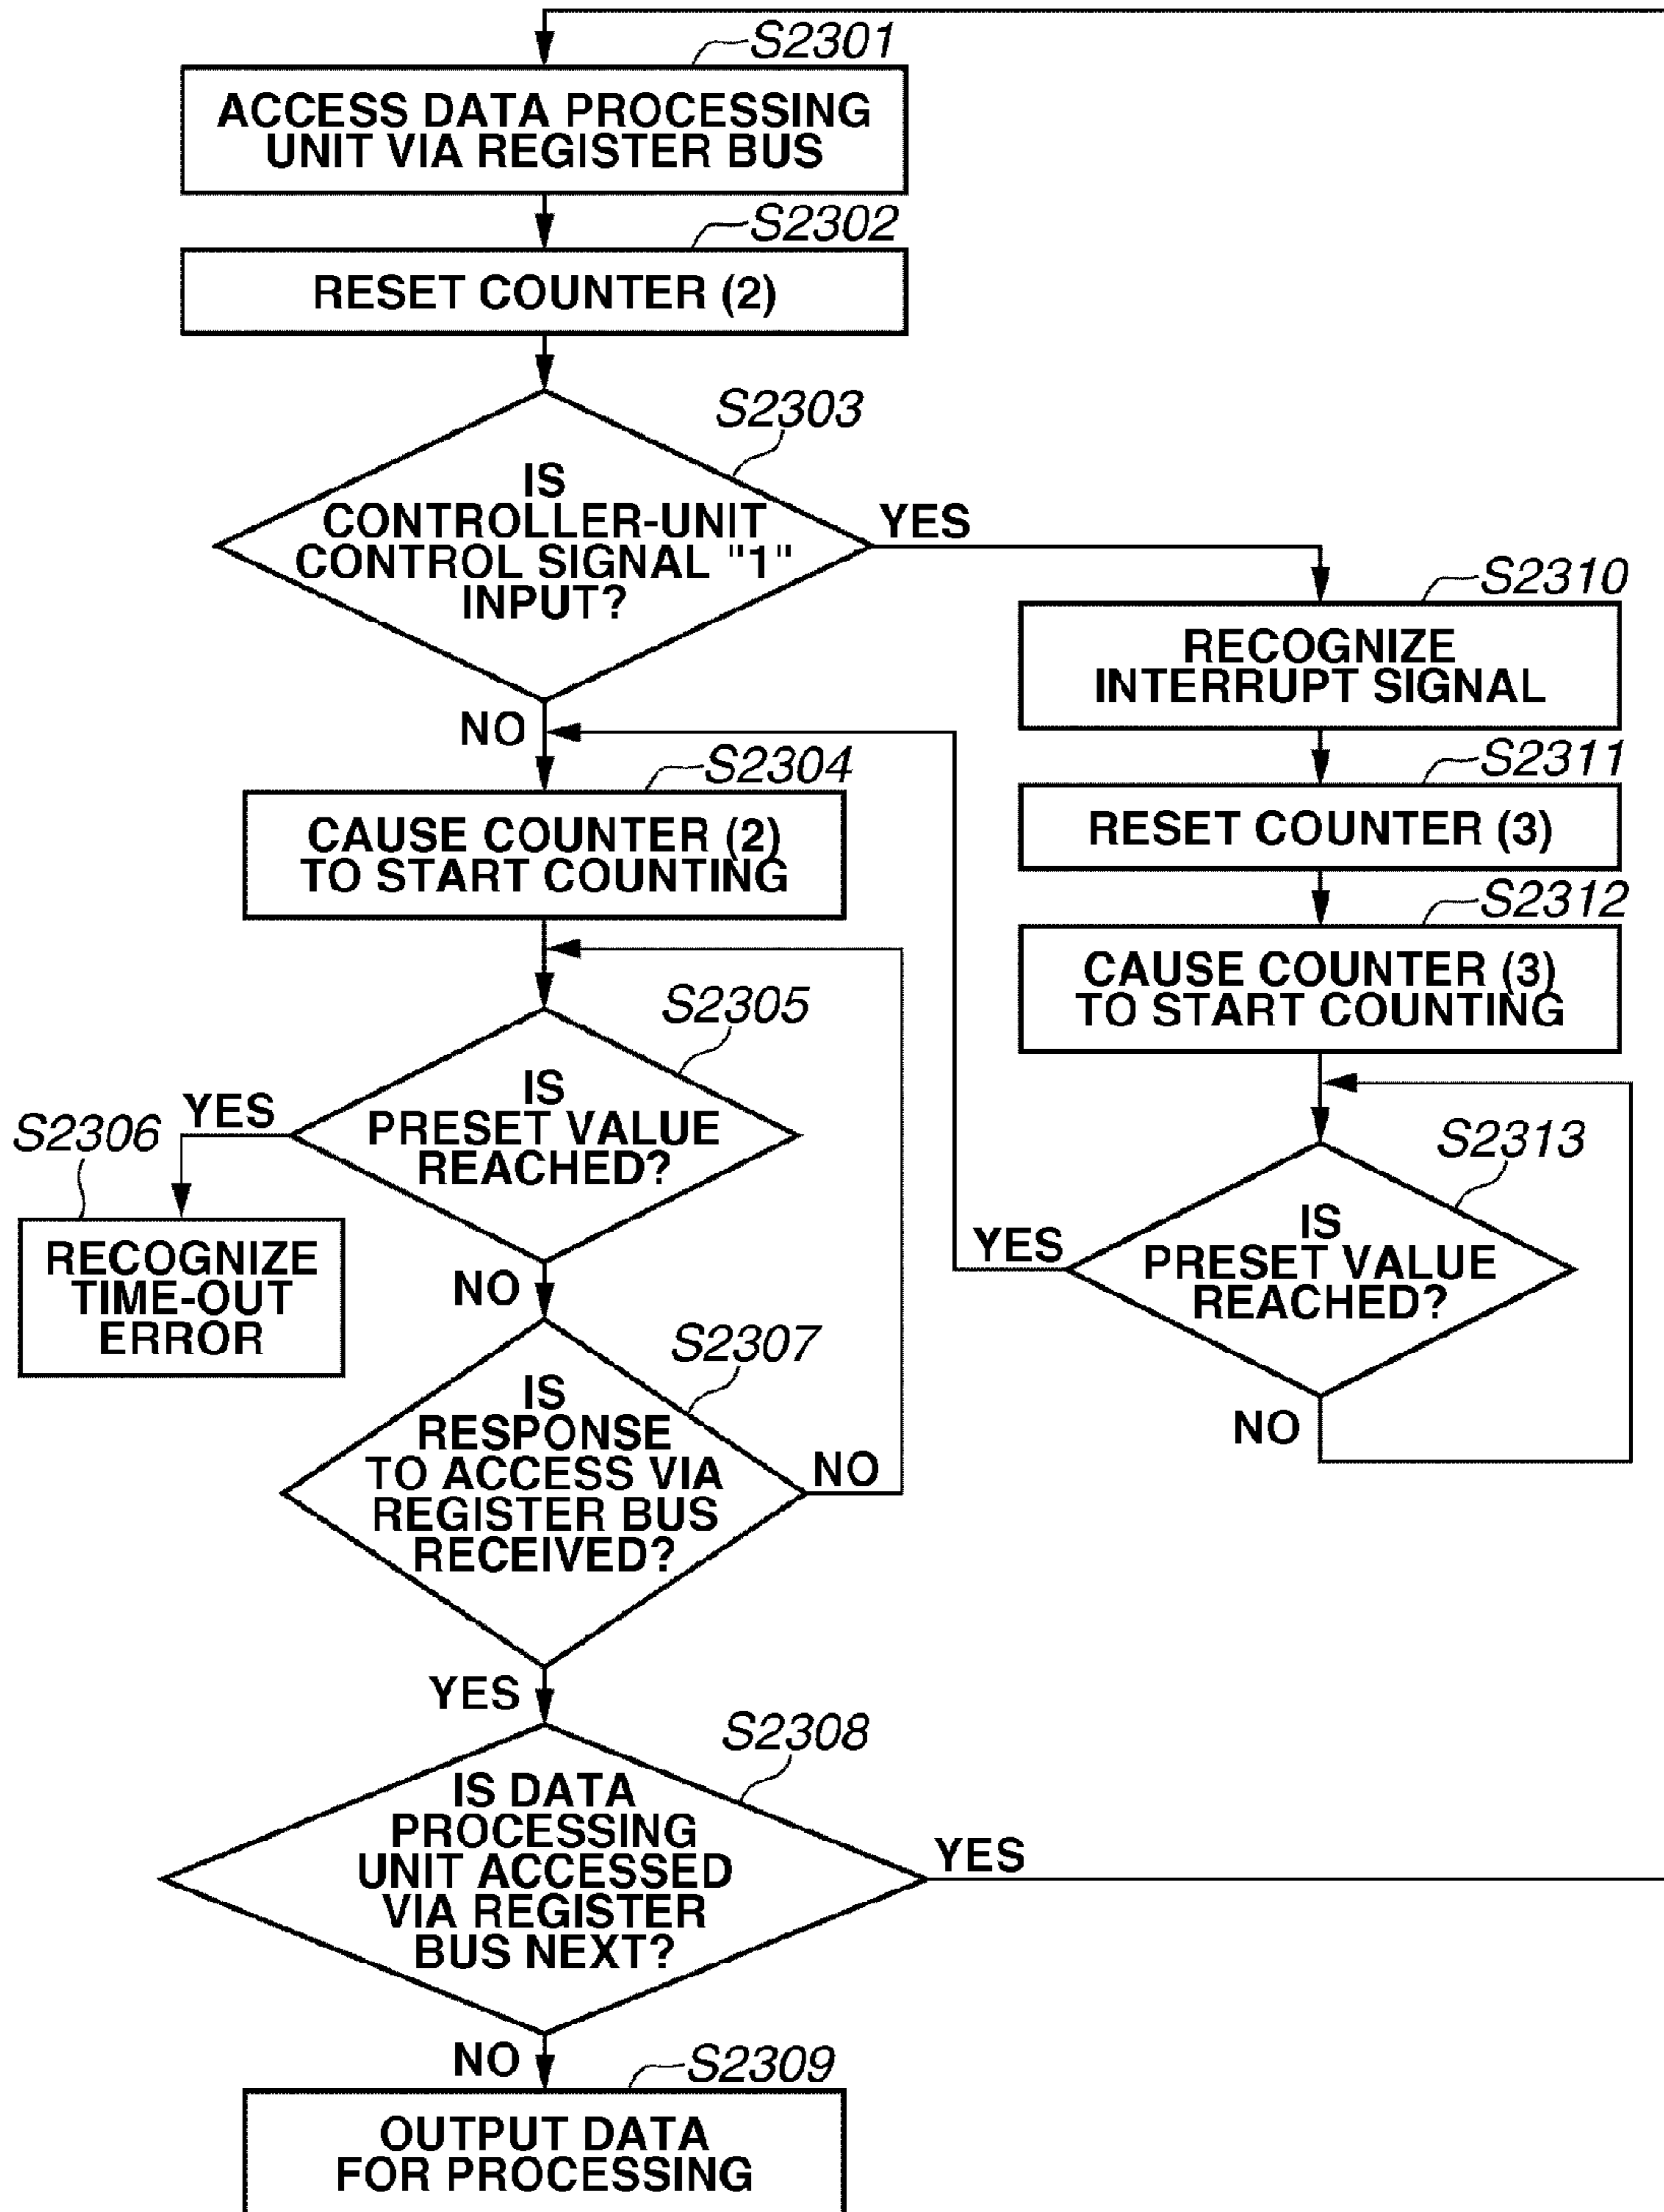 S2301
ACCESS DATA PROCESSING
UNIT VIA REGISTER BUS
S2302
RESET COUNTER (2)
S2303
IS
CONTROLLER-UNIT
CONTROL SIGNAL "1"
INPUT?
YES
NO
S2304
CAUSE COUNTER (2)
TO START COUNTING
S2305
IS
PRESET VALUE
REACHED?
YES
S2306
RECOGNIZE
TIME-OUT
ERROR
NO
S2307
IS
RESPONSE
TO ACCESS VIA
REGISTER BUS
RECEIVED?
NO
YES
S2308
IS DATA
PROCESSING
UNIT ACCESSED
VIA REGISTER
BUS NEXT?
YES
NO
S2309
OUTPUT DATA
FOR PROCESSING
S2310
RECOGNIZE
INTERRUPT SIGNAL
S2311
RESET COUNTER (3)
S2312
CAUSE COUNTER (3)
TO START COUNTING
S2313
IS
PRESET VALUE
REACHED?
YES
NO